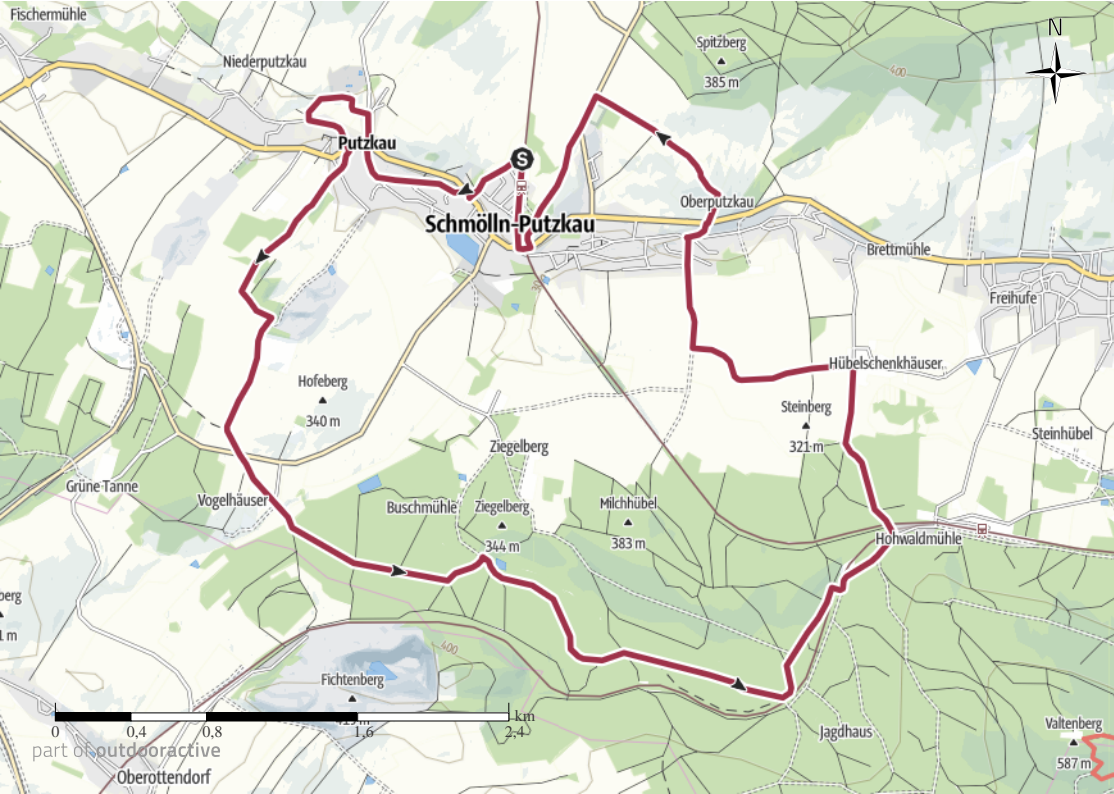 Fischermühle
N
Spitzberg
385 m
400
Niederputzkau
Putzkau
S
Oberputzkau
Schmölln-Putzkau
Brettmühle
Freihufe
Hübelschenkhäuser
Hofeberg
340 m
Steinberg
321 m
Steinhübel
Ziegelberg
Grüne Tanne
Vogelhäuser
Buschmühle
Ziegelberg
344 m
Milchhübel
383 m
Hohwaldmühle
berg
1 m
400
Fichtenberg
Jagdhaus
Valtenberg
587 m
km
0
0,4
0,8
1,6
2,4
part of outdooractive
Oberottendorf